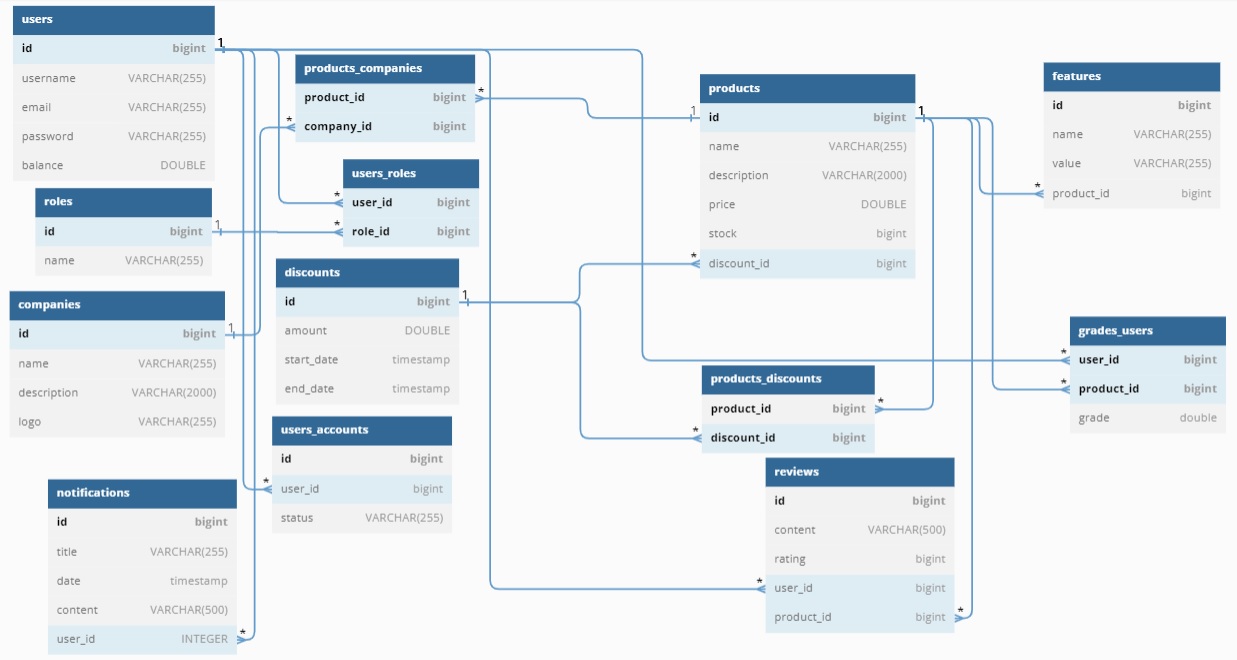 users
id bigint
username VARCHAR(255)
email VARCHAR(255)
password VARCHAR(255)
balance DOUBLE
1
roles
id bigint
name VARCHAR(255)
1
companies
id bigint
name VARCHAR(255)
description VARCHAR(2000)
logo VARCHAR(255)
1
notifications
id bigint
title VARCHAR(255)
date timestamp
content VARCHAR(500)
user_id INTEGER
*
products_companies
product_id bigint
company_id bigint
*
*
users_roles
user_id bigint
role_id bigint
*
*
discounts
id bigint
amount DOUBLE
start_date timestamp
end_date timestamp
1
users_accounts
id bigint
user_id bigint
status VARCHAR(255)
*
products
id bigint
name VARCHAR(255)
description VARCHAR(2000)
price DOUBLE
stock bigint
discount_id bigint
1
1
*
products_discounts
product_id bigint
discount_id bigint
*
*
reviews
id bigint
content VARCHAR(500)
rating bigint
user_id bigint
product_id bigint
*
*
features
id bigint
name VARCHAR(255)
value VARCHAR(255)
product_id bigint
*
grades_users
user_id bigint
product_id bigint
grade double
*
*